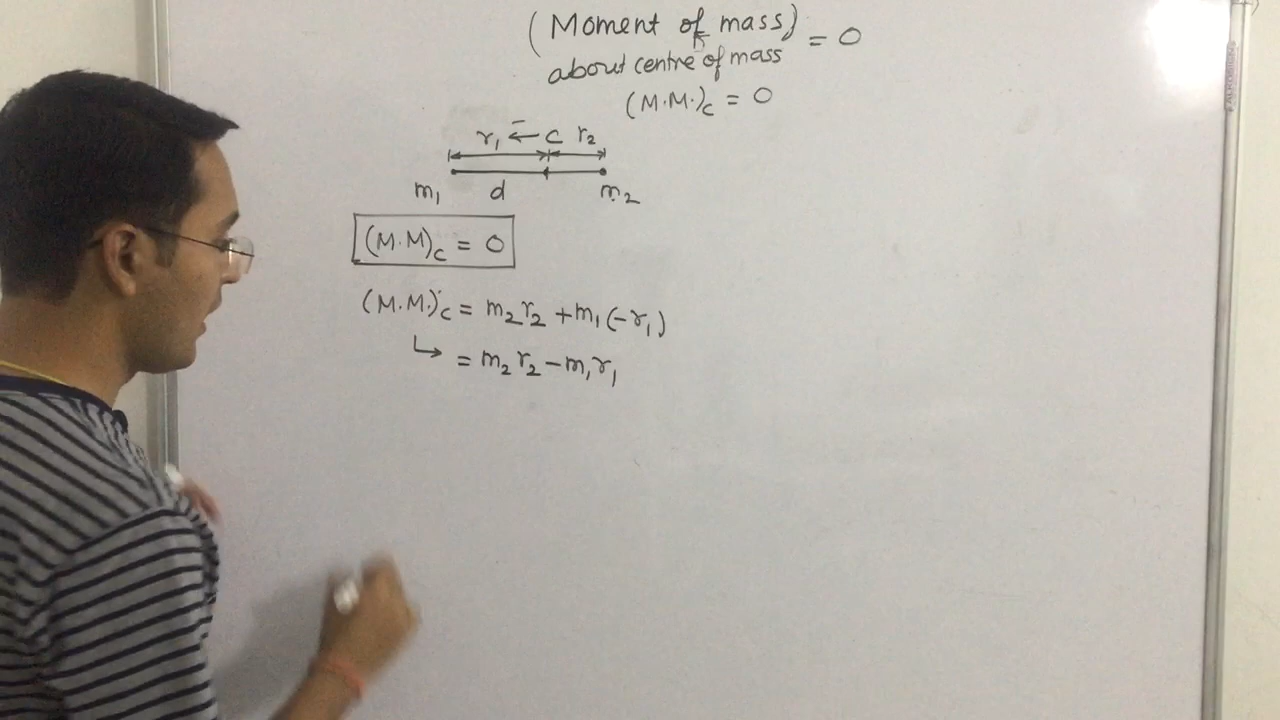 (Moment of mass) = 0
about centre of mass
(M.M.)c = 0
r₁ ← C r₂
m₁ d m₂
(M.M)c = 0
(M.M.)c = m₂r₂ + m₁(-r₁)
↳ = m₂r₂ - m₁r₁